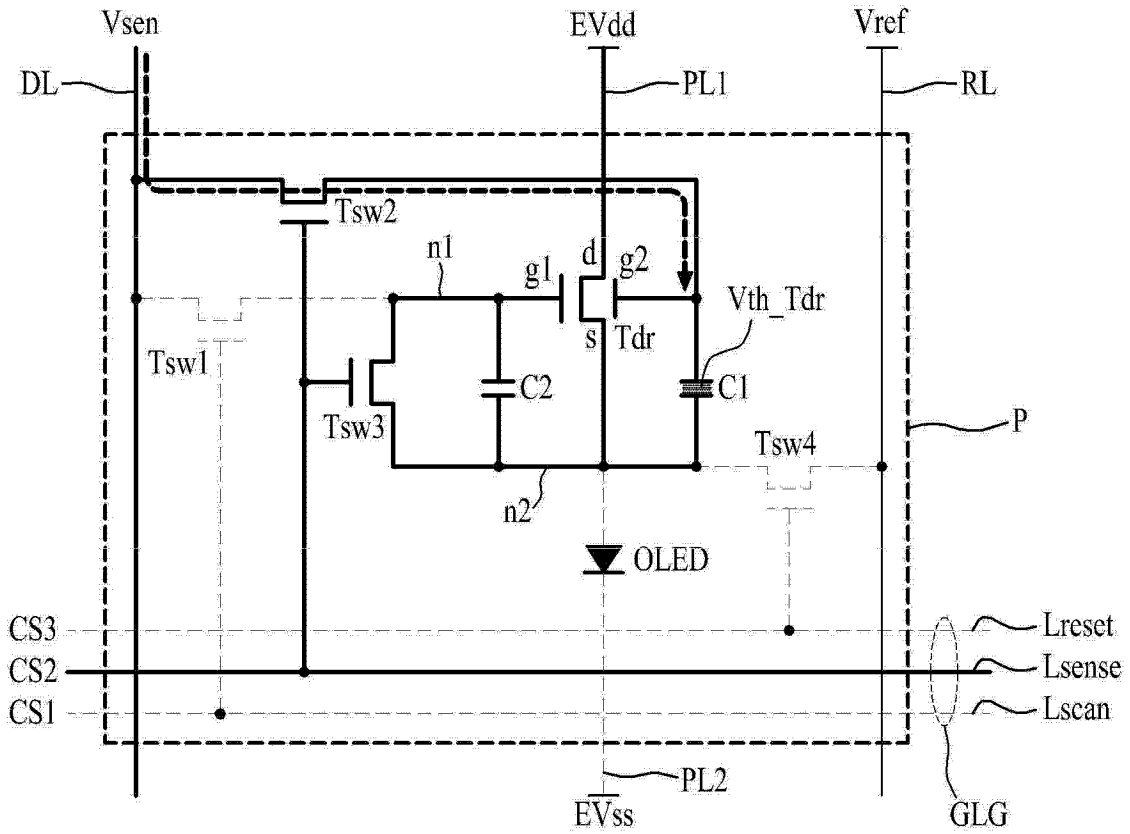 Vsen
EVdd
Vref
DL
PL1
RL
Tsw2
n1
d
g1
g2
Vth_Tdr
s
Tdr
Tsw1
C2
C1
Tsw3
Tsw4
P
n2
OLED
CS3
Lreset
CS2
Lsense
CS1
Lscan
PL2
EVss
GLG